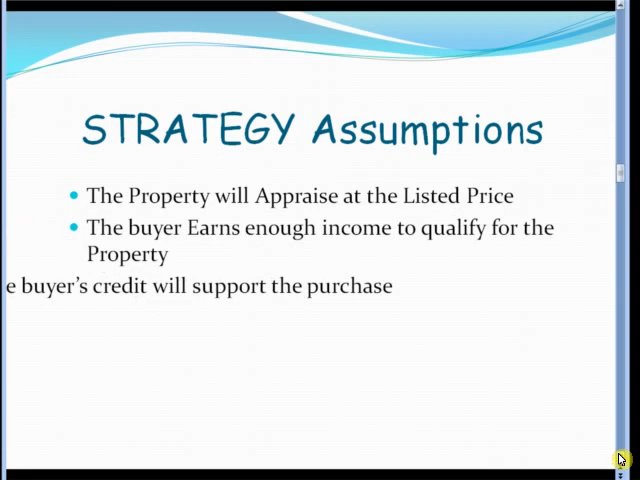 STRATEGY Assumptions
The Property will Appraise at the Listed Price
The buyer Earns enough income to qualify for the
Property
e buyer’s credit will support the purchase